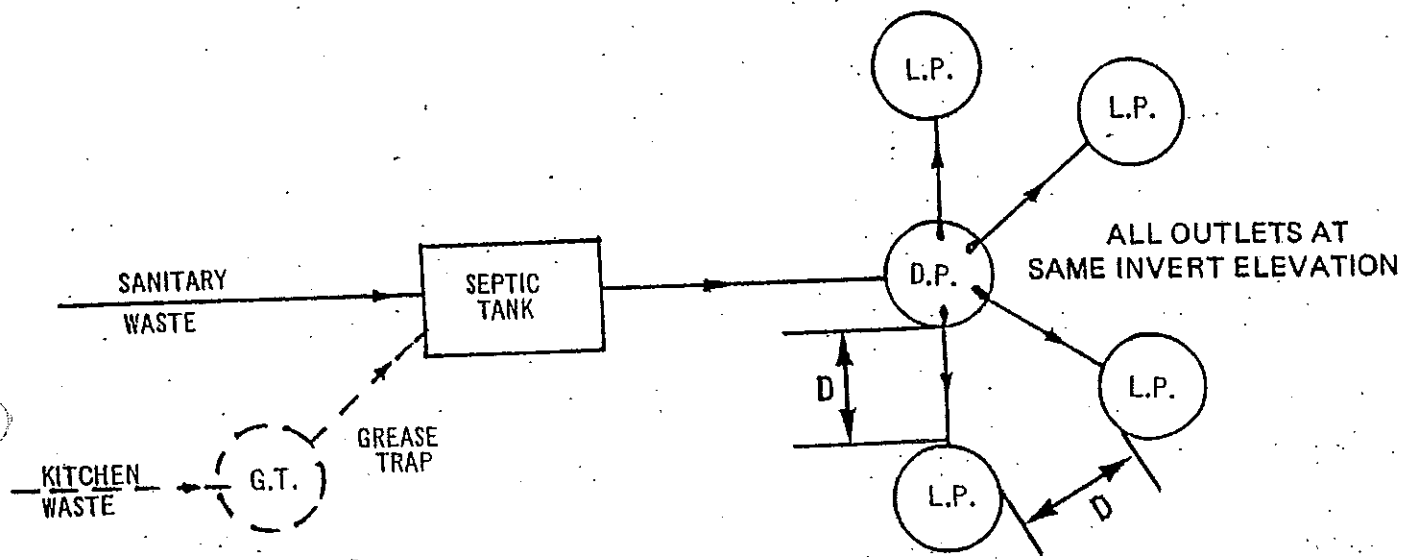 L.P.
L.P.
ALL OUTLETS AT
SAME INVERT ELEVATION
D.P.
SANITARY
WASTE
SEPTIC
TANK
D
L.P.
GREASE
TRAP
KITCHEN
WASTE
G.T.
L.P.
D